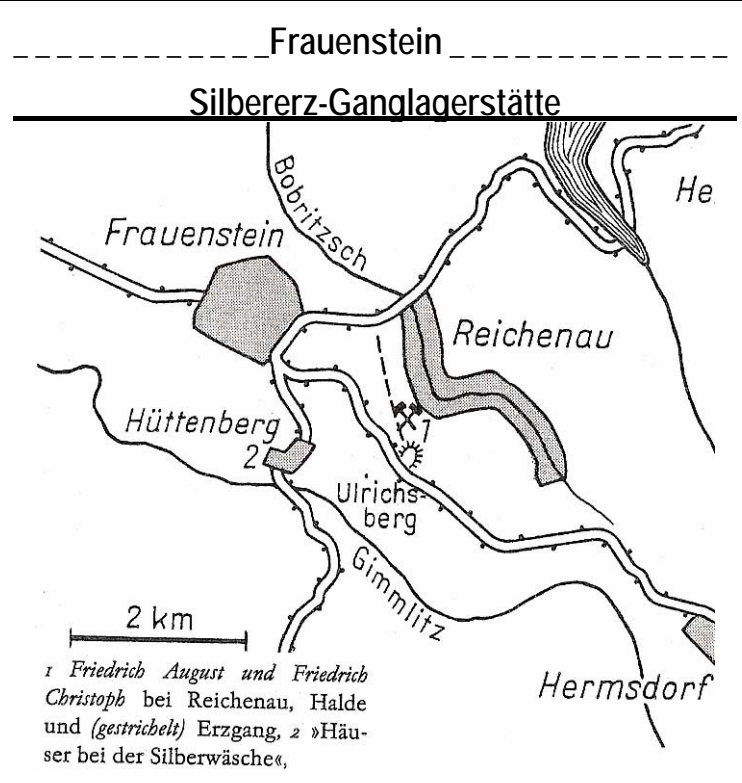 Frauenstein
Silbererz-Ganglagerstätte
Bobritzsch
He
Frauenstein
Reichenau
Hüttenberg
1
2
Ulrichs-
berg
Gimmlitz
2 km
Hermsdorf
1 Friedrich August und Friedrich
Christoph bei Reichenau, Halde
und (gestrichelt) Erzgang, 2 »Häu-
ser bei der Silberwäsche«,